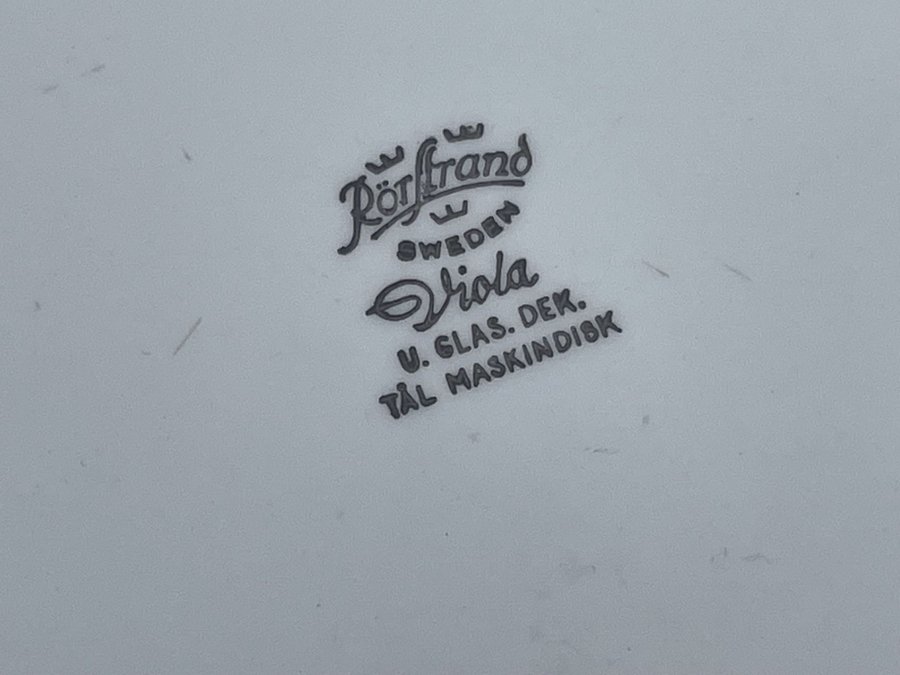 Rörstrand
SWEDEN
Viola
U. GLAS. DEK.
TÅL MASKINDISK